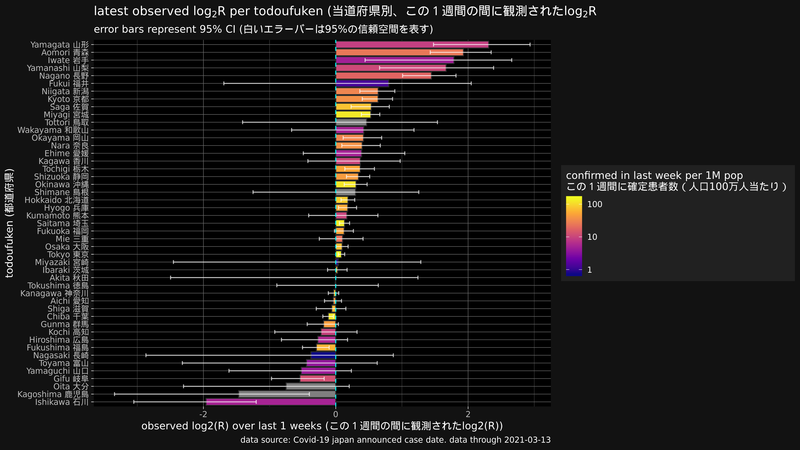 latest observed log₂R per todoufuken (当道府県別、この１週間の間に観測されたlog₂R
error bars represent 95% CI (白いエラーバーは95%の信頼空間を表す)
Yamagata 山形
Aomori 青森
Iwate 岩手
Yamanashi 山梨
Nagano 長野
Fukui 福井
Niigata 新潟
Kyoto 京都
Saga 佐賀
Miyagi 宮城
Tottori 鳥取
Wakayama 和歌山
Okayama 岡山
Nara 奈良
Ehime 愛媛
Kagawa 香川
Tochigi 栃木
Shizuoka 静岡
Okinawa 沖縄
Shimane 島根
Hokkaido 北海道
Hyogo 兵庫
Kumamoto 熊本
Saitama 埼玉
Fukuoka 福岡
Mie 三重
Osaka 大阪
Tokyo 東京
Miyazaki 宮崎
Ibaraki 茨城
Akita 秋田
Tokushima 徳島
Kanagawa 神奈川
Aichi 愛知
Shiga 滋賀
Chiba 千葉
Gunma 群馬
Kochi 高知
Hiroshima 広島
Fukushima 福島
Nagasaki 長崎
Toyama 富山
Yamaguchi 山口
Gifu 岐阜
Oita 大分
Kagoshima 鹿児島
Ishikawa 石川
todoufuken (都道府県)
-2 0 2
observed log2(R) over last 1 weeks (この１週間の間に観測されたlog2(R))
data source: Covid-19 japan announced case date. data through 2021-03-13
confirmed in last week per 1M pop
この１週間に確定患者数 ( 人口100万人当たり )
100
10
1